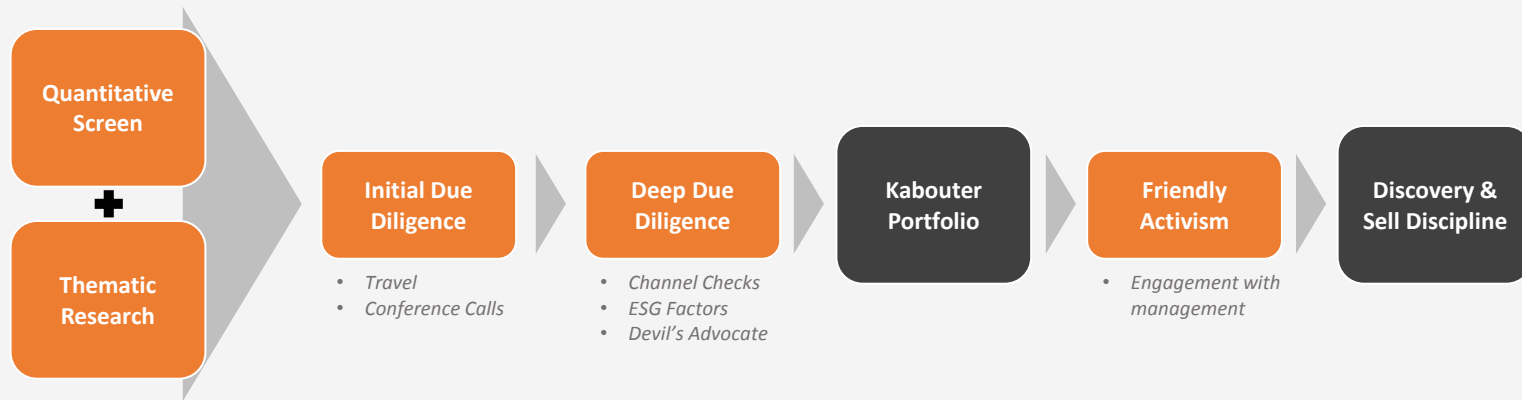 Quantitative
Screen
Thematic
Research
Initial Due
Diligence
• Travel
• Conference Calls
Deep Due
Diligence
• Channel Checks
• ESG Factors
• Devil's Advocate
Kabouter
Portfolio
Friendly
Activism
• Engagement with
management
Discovery &
Sell Discipline